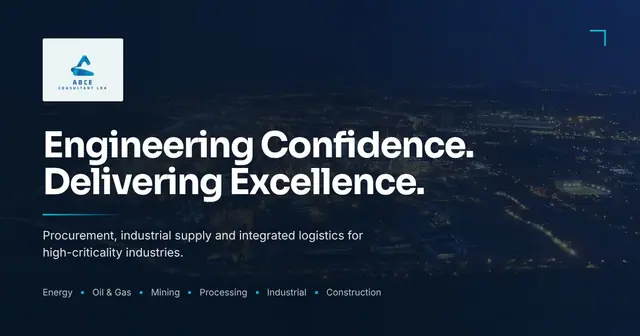 ABCE
CONSULTANT LDA
Engineering Confidence.
Delivering Excellence.
Procurement, industrial supply and integrated logistics for
high-criticality industries.
Energy ▪ Oil & Gas ▪ Mining ▪ Processing ▪ Industrial ▪ Construction